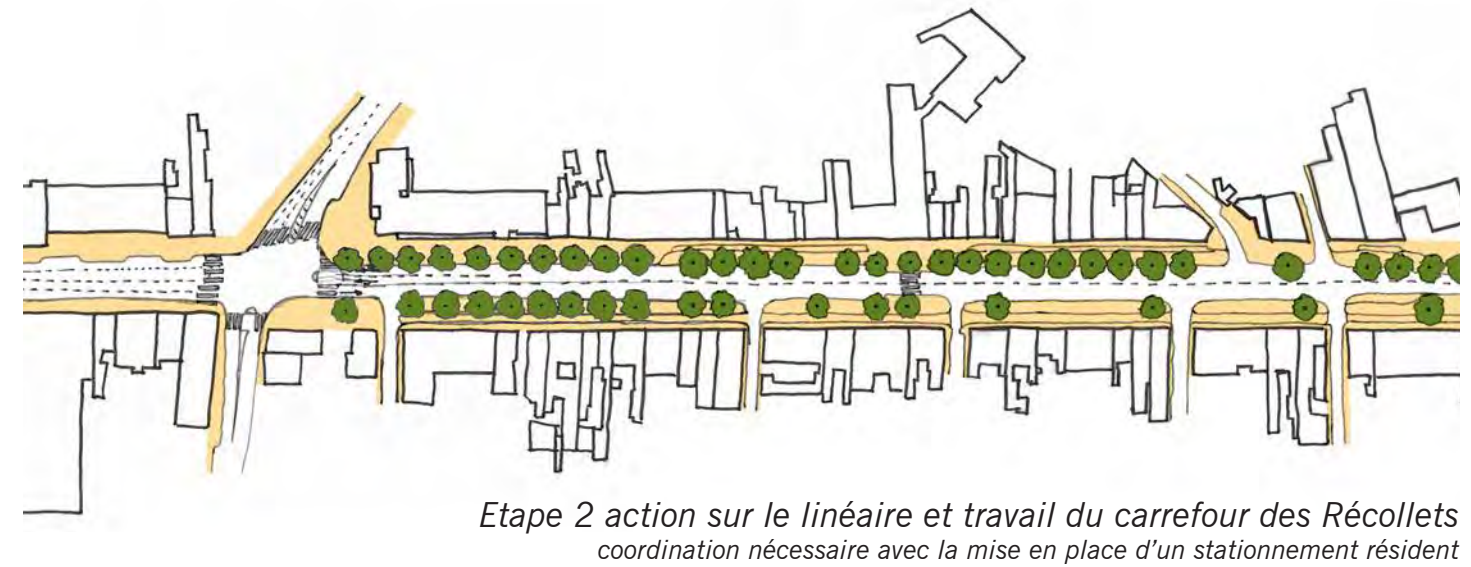 Etape 2 action sur le linéaire et travail du carrefour des Récollets
coordination nécessaire avec la mise en place d'un stationnement résident